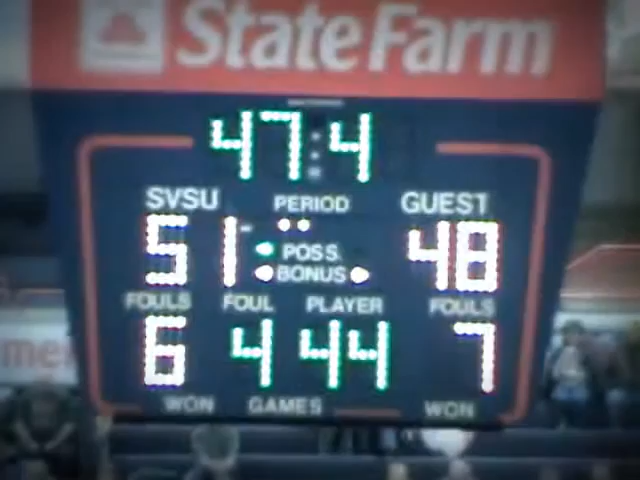 State Farm
47:4
SVSU PERIOD GUEST
51 POSS. 48
BONUS
FOULS FOUL PLAYER FOULS
6 4 44 7
WON GAMES WON